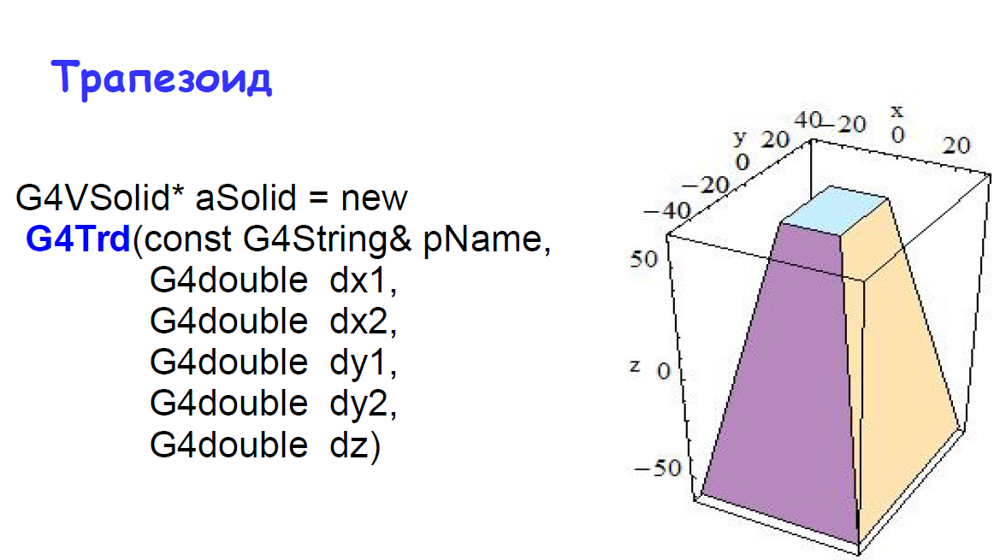 Трапезоид
G4VSolid* aSolid = new
G4Trd(const G4String& pName,
G4double dx1,
G4double dx2,
G4double dy1,
G4double dy2,
G4double dz)
x
40 −20 0 20
y
−40 −20 0 20
50
z 0
−50